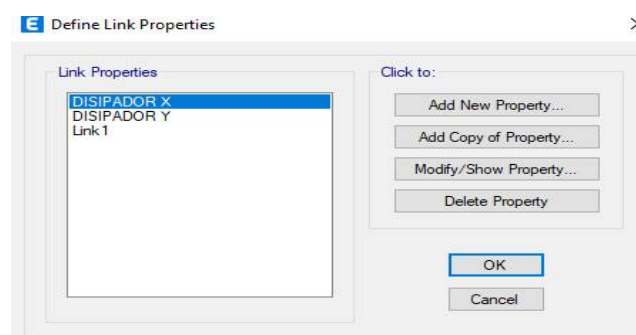 E Define Link Properties
Link Properties
DISIPADOR X
DISIPADOR Y
Link1
Click to:
Add New Property...
Add Copy of Property...
Modify/Show Property...
Delete Property
OK
Cancel